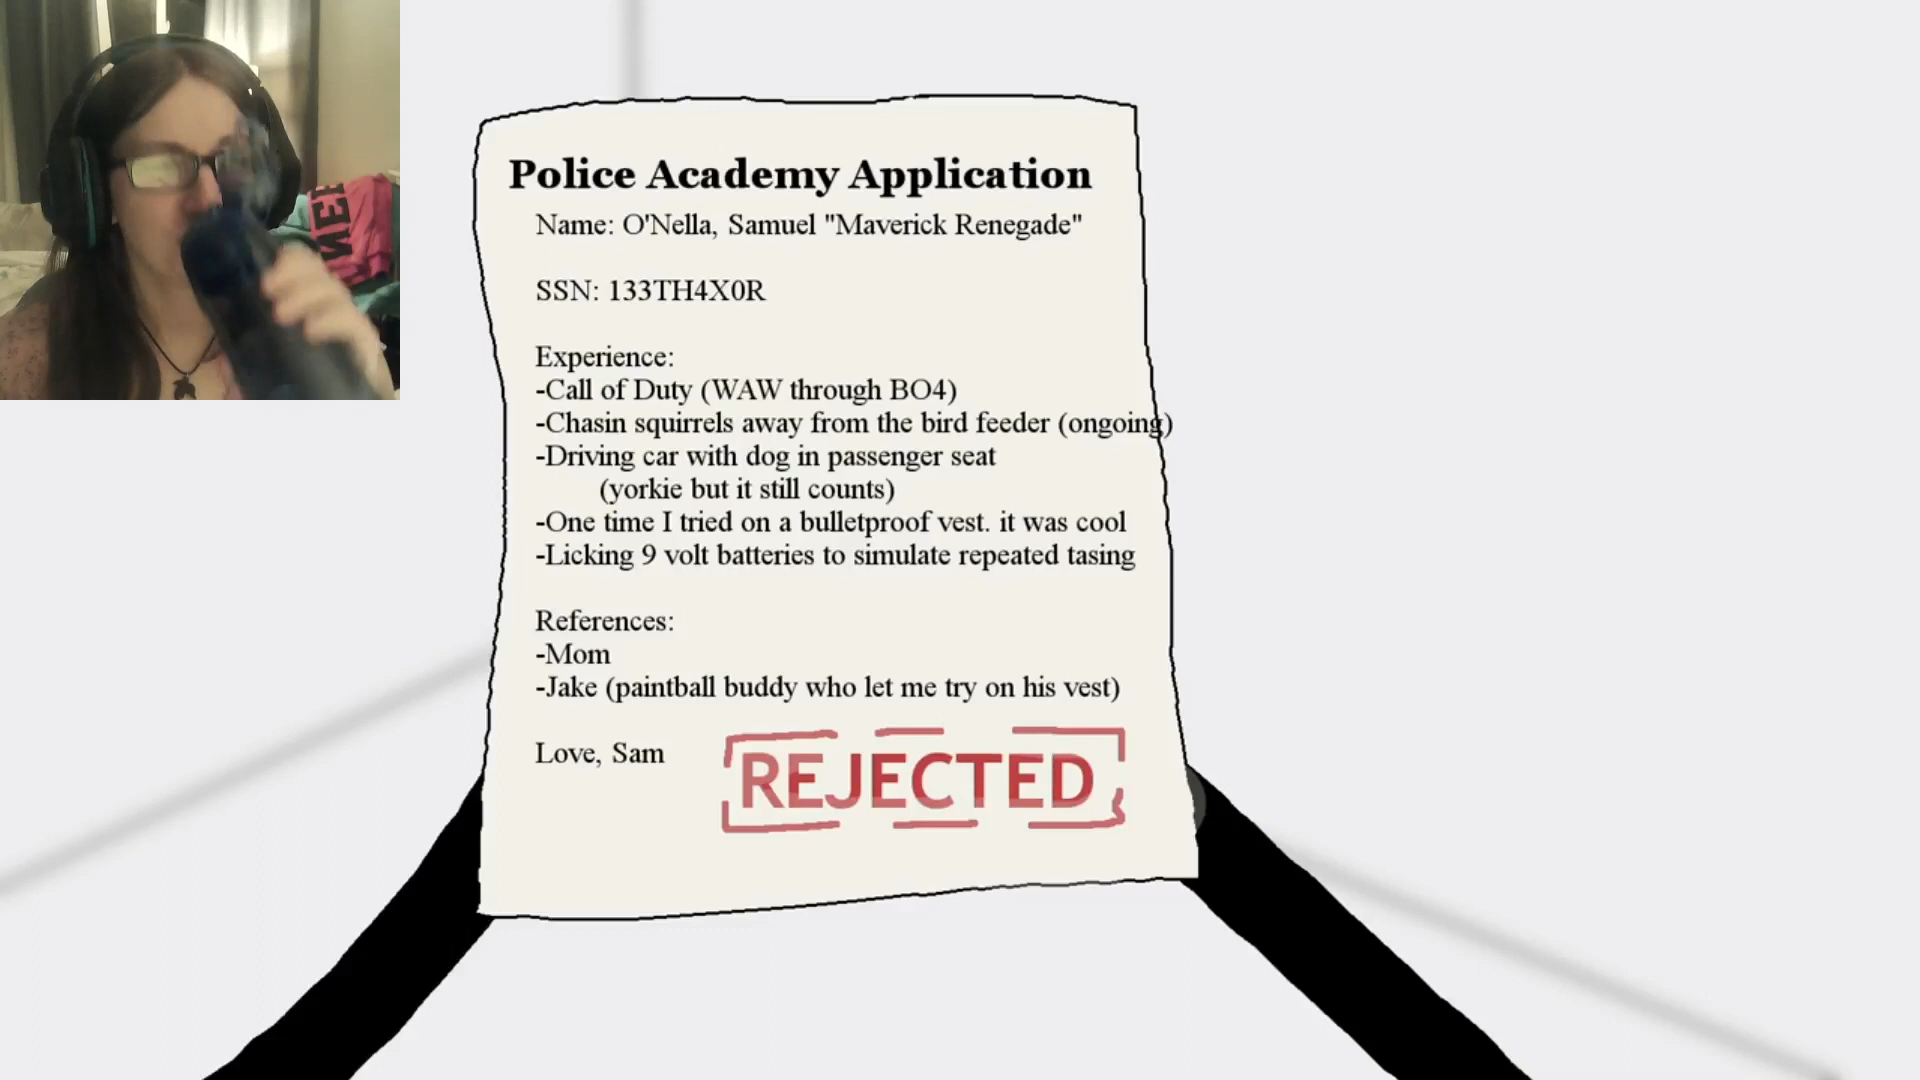 Police Academy Application
Name: O'Nella, Samuel "Maverick Renegade"
SSN: 133TH4X0R
Experience:
-Call of Duty (WAW through BO4)
-Chasin squirrels away from the bird feeder (ongoing)
-Driving car with dog in passenger seat
(yorkie but it still counts)
-One time I tried on a bulletproof vest. it was cool
-Licking 9 volt batteries to simulate repeated tasing
References:
-Mom
-Jake (paintball buddy who let me try on his vest)
Love, Sam
REJECTED